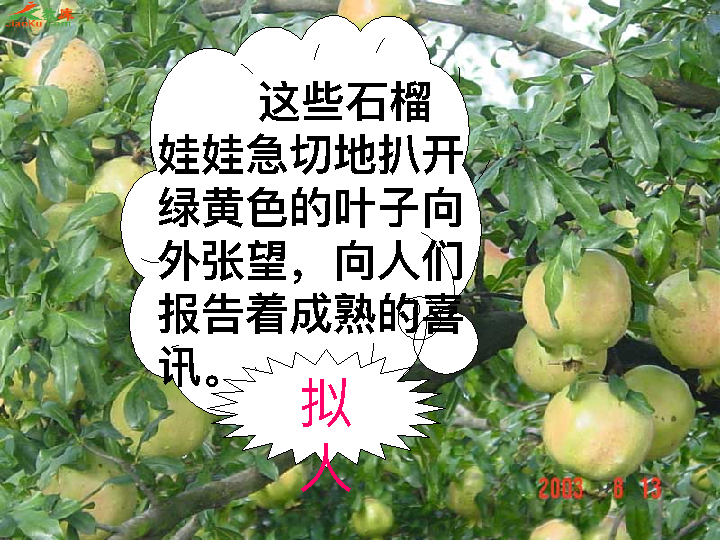 这些石榴
娃娃急切地扒开
绿黄色的叶子向
外张望，向人们
报告着成熟的喜
讯。
拟
人
2003 8 13